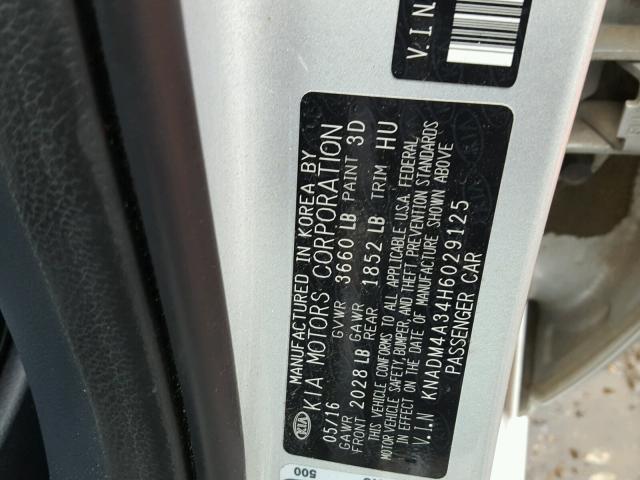 V.I.N
MANUFACTURED IN KOREA BY
KIA KIA MOTORS CORPORATION
05/16 GVWR 3660 LB PAINT 3D
GAWR FRONT 2028 LB GAWR REAR 1852 LB TRIM HU
THIS VEHICLE CONFORMS TO ALL APPLICABLE U.S.A. FEDERAL
MOTOR VEHICLE SAFETY, BUMPER, AND THEFT PREVENTION STANDARDS
IN EFFECT ON THE DATE OF MANUFACTURE SHOWN ABOVE
V.I.N KNADM4A34H6029125
PASSENGER CAR
500